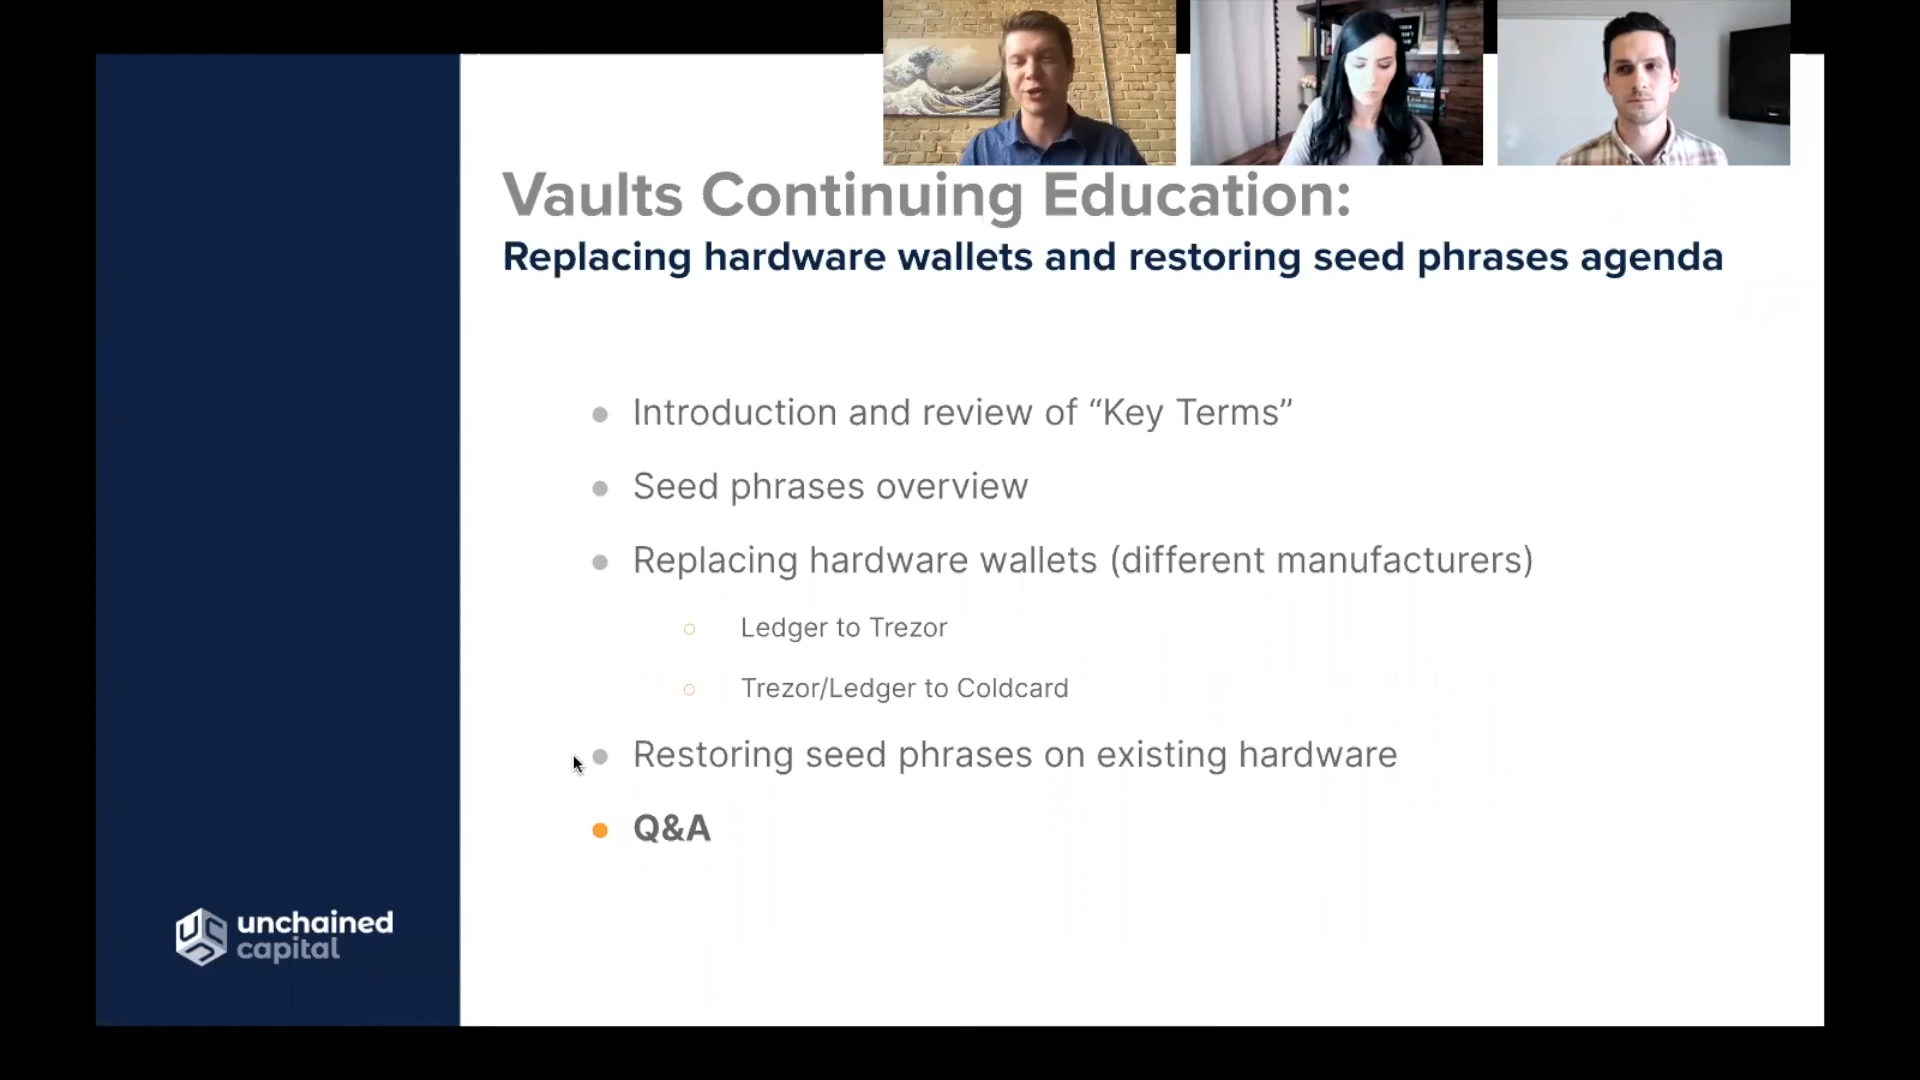 Vaults Continuing Education:
Replacing hardware wallets and restoring seed phrases agenda
Introduction and review of “Key Terms”
Seed phrases overview
Replacing hardware wallets (different manufacturers)
Ledger to Trezor
Trezor/Ledger to Coldcard
Restoring seed phrases on existing hardware
Q&A
unchained
capital